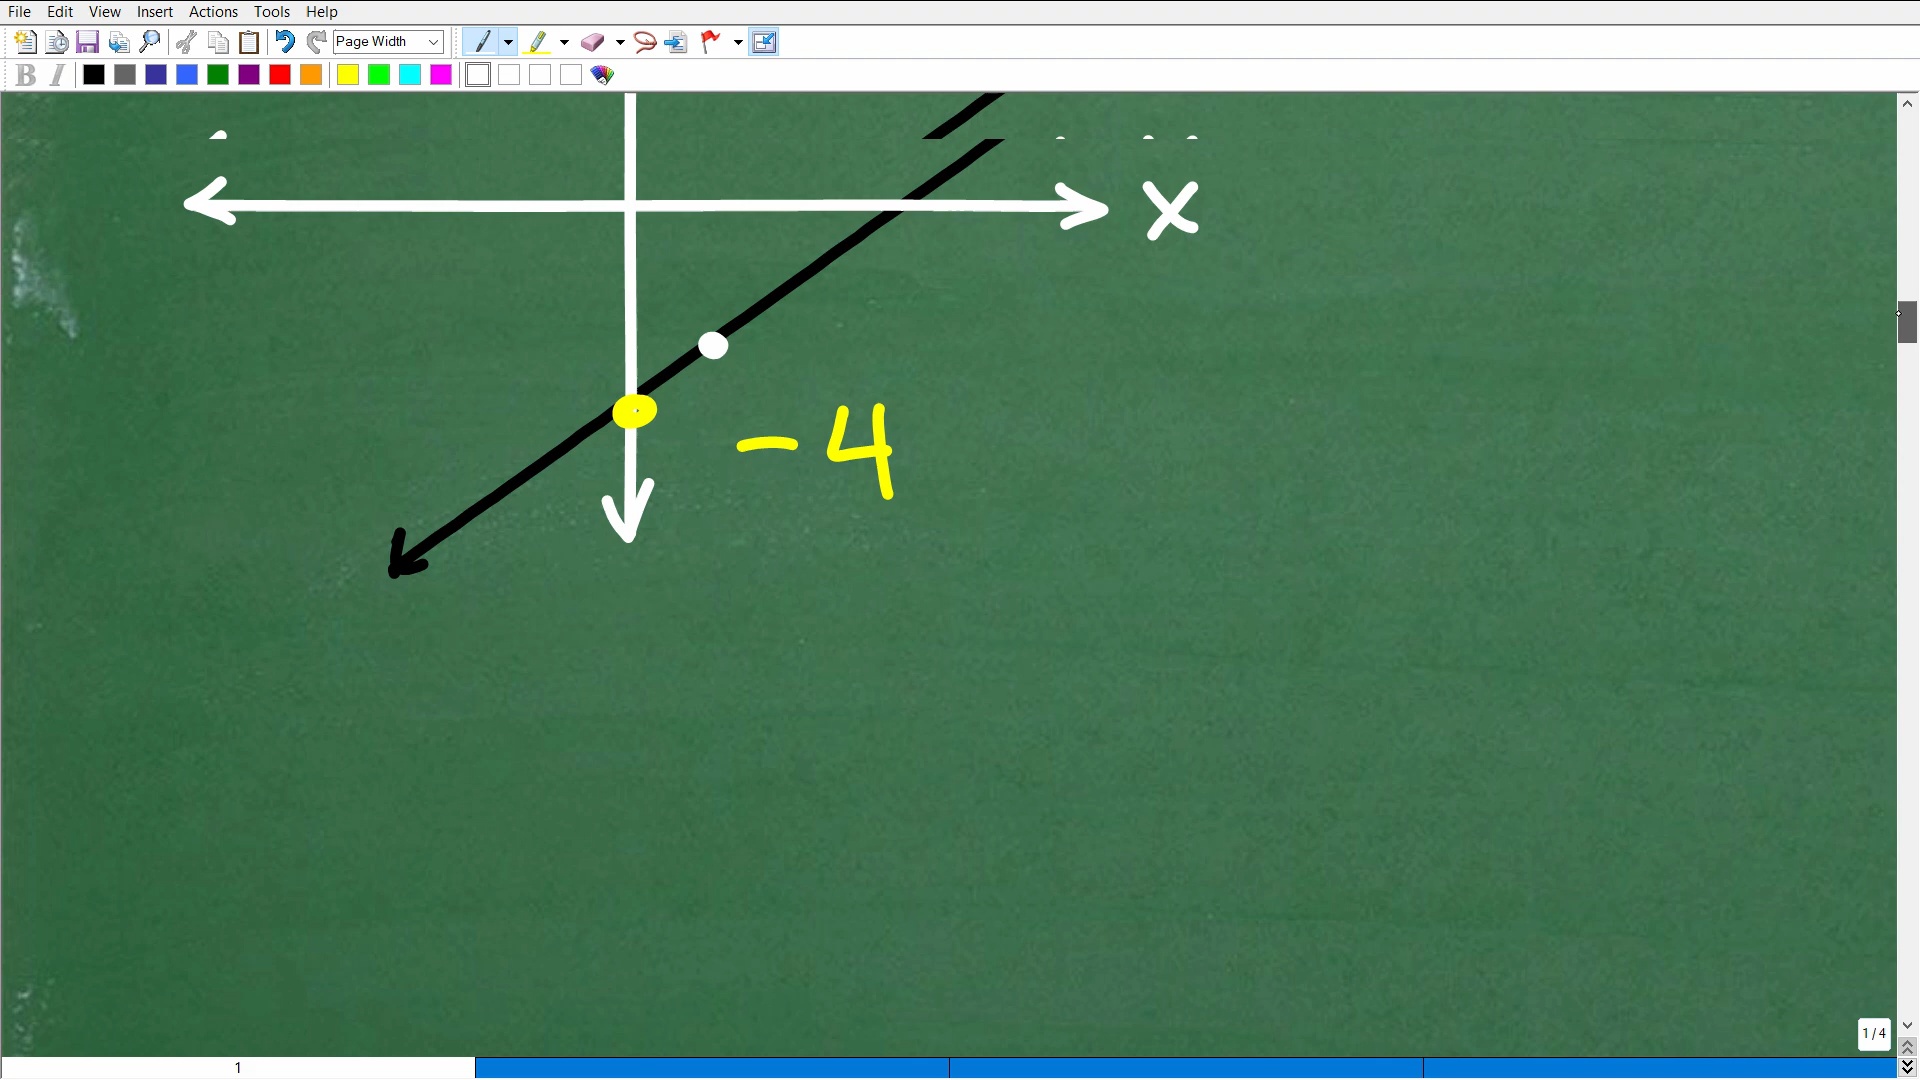 File Edit View Insert Actions Tools Help
Page Width
B I
X
-4
1 / 4
1